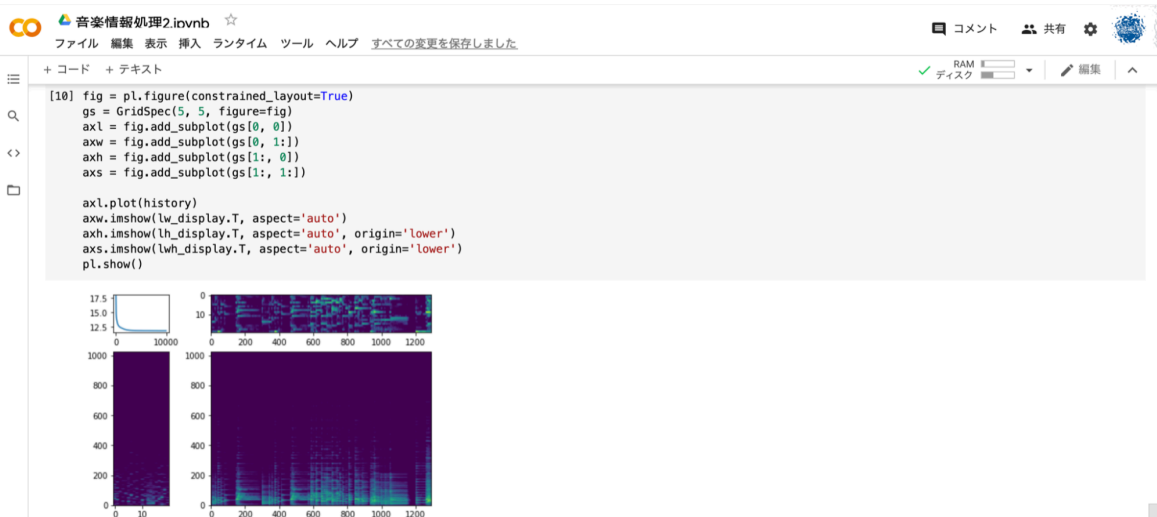 音楽情報処理2.ipynb
コメント 共有
ファイル 編集 表示 挿入 ランタイム ツール ヘルプ すべての変更を保存しました
+ コード + テキスト
RAM
ディスク
編集
[10] fig = pl.figure(constrained_layout=True)
gs = GridSpec(5, 5, figure=fig)
axl = fig.add_subplot(gs[0, 0])
axw = fig.add_subplot(gs[0, 1:])
axh = fig.add_subplot(gs[1:, 0])
axs = fig.add_subplot(gs[1:, 1:])
axl.plot(history)
axw.imshow(lw_display.T, aspect='auto')
axh.imshow(lh_display.T, aspect='auto', origin='lower')
axs.imshow(lwh_display.T, aspect='auto', origin='lower')
pl.show()
17.5
15.0
12.5
0 10000
0
10
0 200 400 600 800 1000 1200
1000
800
600
400
200
0
0 10
1000
800
600
400
200
0
0 200 400 600 800 1000 1200